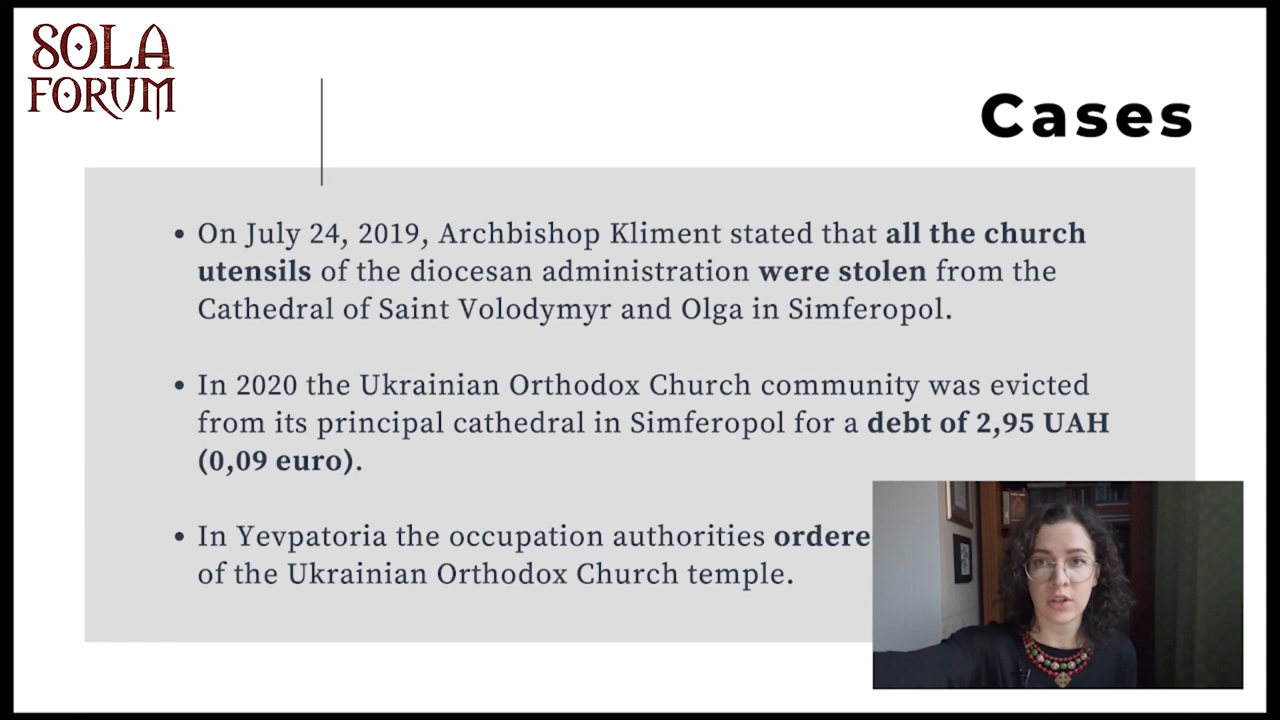 SOLA
FORUM
Cases
• On July 24, 2019, Archbishop Kliment stated that all the church
utensils of the diocesan administration were stolen from the
Cathedral of Saint Volodymyr and Olga in Simferopol.
• In 2020 the Ukrainian Orthodox Church community was evicted
from its principal cathedral in Simferopol for a debt of 2,95 UAH
(0,09 euro).
• In Yevpatoria the occupation authorities ordere
of the Ukrainian Orthodox Church temple.